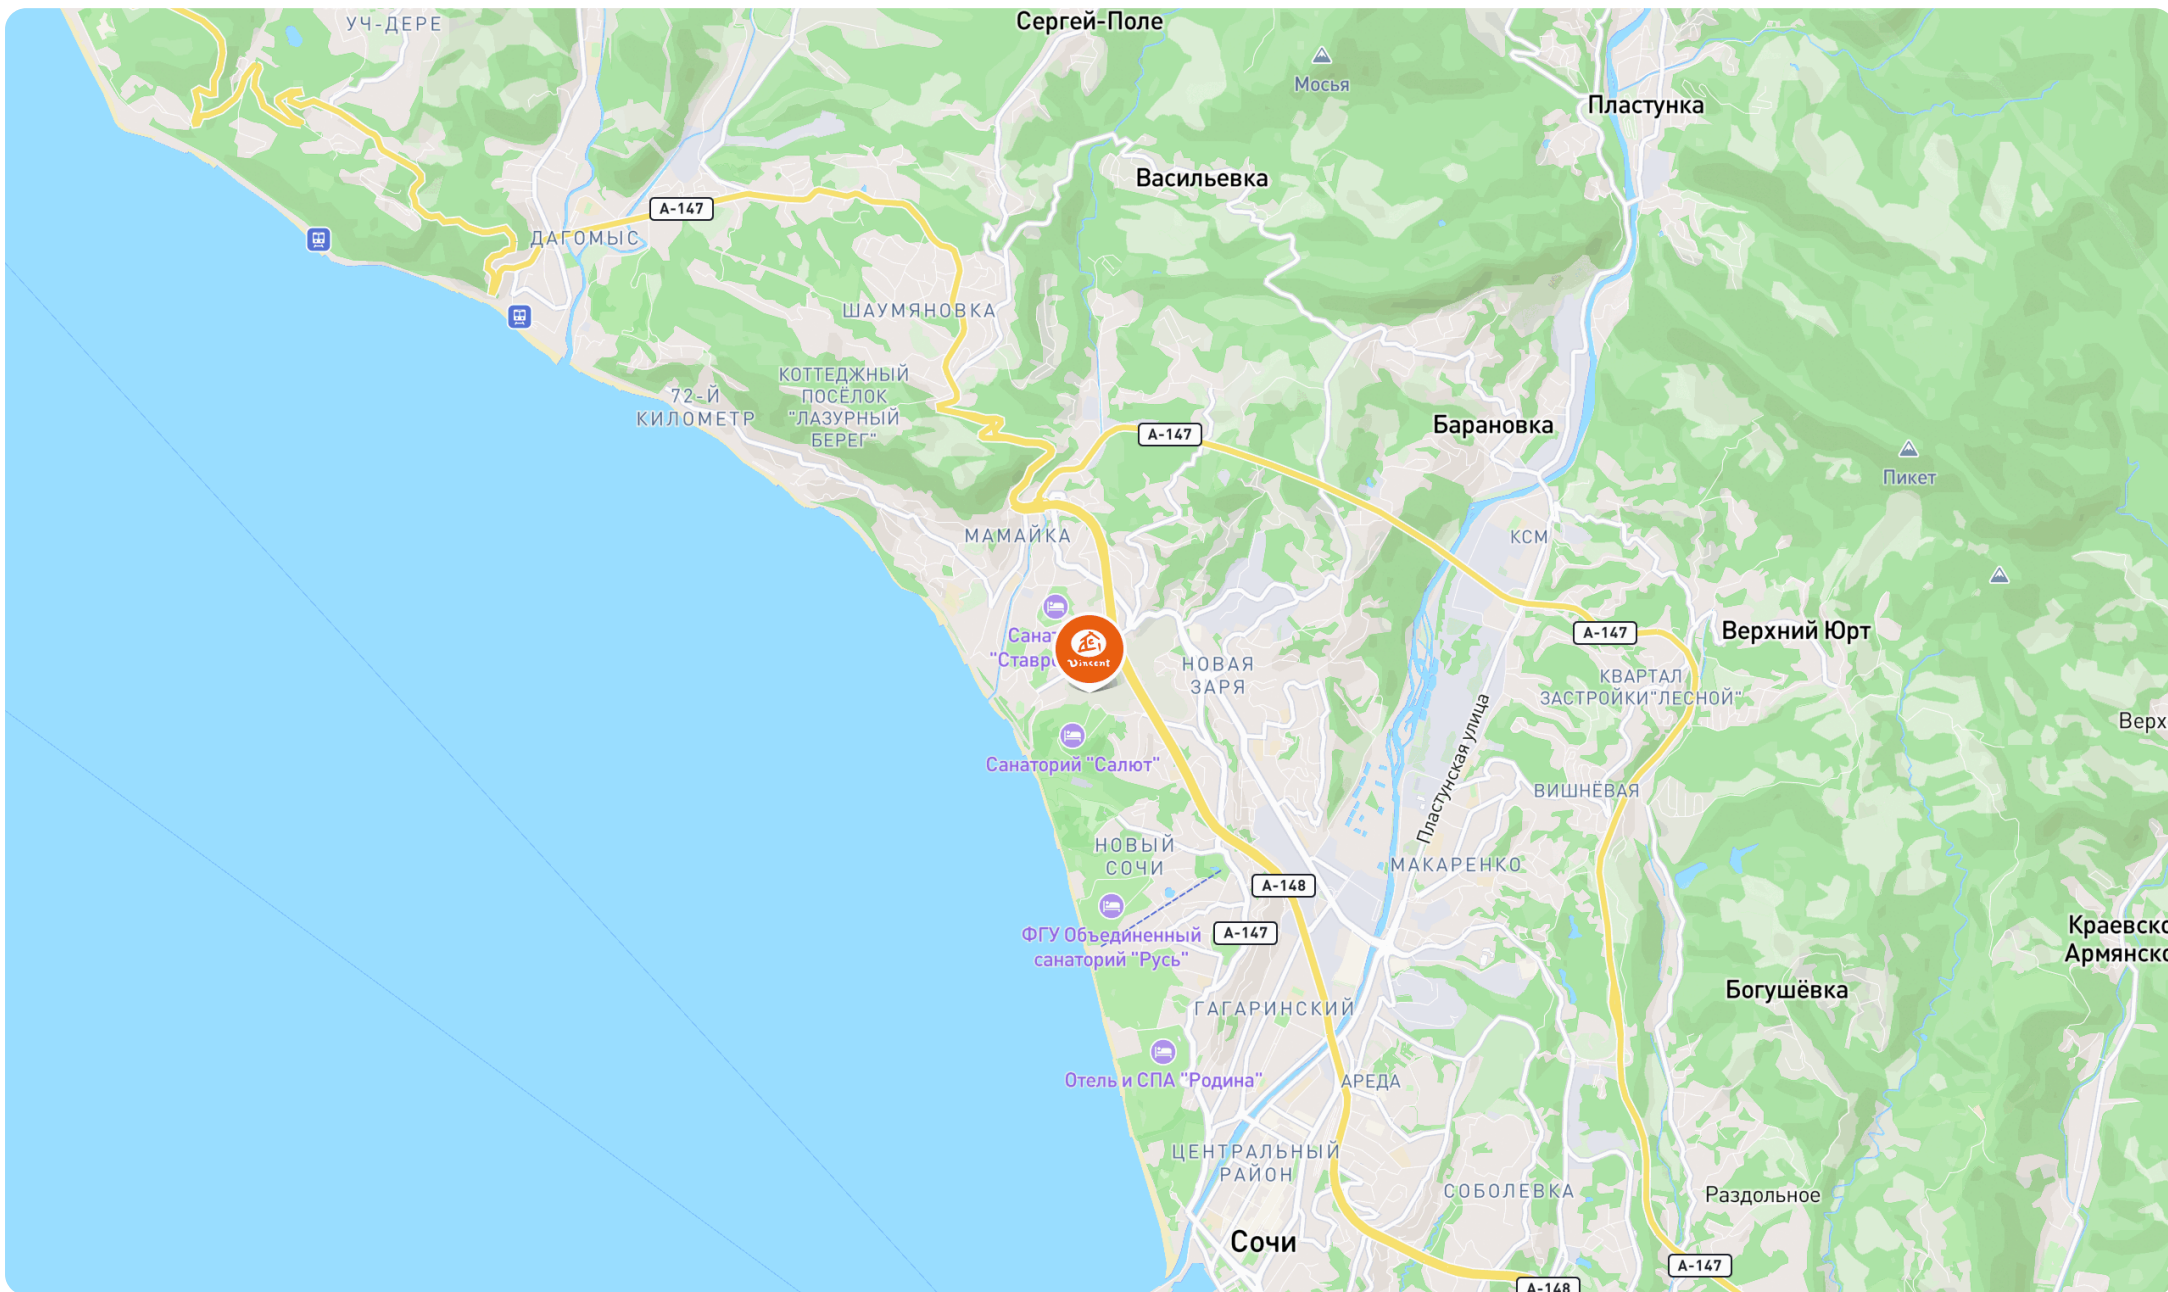 УЧ-ДЕРЕ
Сергей-Поле
Мосья
Пластунка
Васильевка
А-147
ДАГОМЫС
ШАУМЯНОВКА
КОТТЕДЖНЫЙ
ПОСЁЛОК
"ЛАЗУРНЫЙ
БЕРЕГ"
72-Й
КИЛОМЕТР
Барановка
А-147
Пикет
МАМАЙКА
КСМ
Сана
"Ставро
Vincent
НОВАЯ
ЗАРЯ
А-147
Верхний Юрт
КВАРТАЛ
ЗАСТРОЙКИ"ЛЕСНОЙ"
Верх
Санаторий "Салют"
Пластунская улица
ВИШНЁВАЯ
НОВЫЙ
СОЧИ
МАКАРЕНКО
А-148
А-147
ФГУ Объединенный
санаторий "Русь"
Краевско
Армянско
Богушёвка
ГАГАРИНСКИЙ
Отель и СПА "Родина"
АРЕДА
ЦЕНТРАЛЬНЫЙ
РАЙОН
СОБОЛЕВКА
Раздольное
Сочи
А-147
А-148